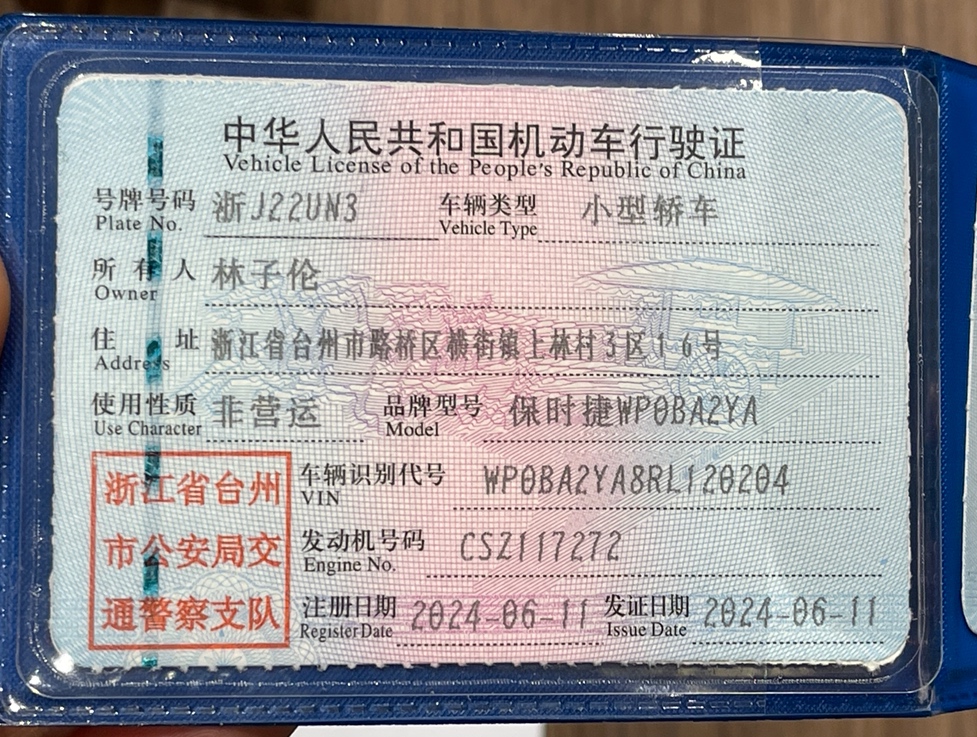 中华人民共和国机动车行驶证
Vehicle License of the People's Republic of China
号牌号码 浙J22UN3 车辆类型 小型轿车
Plate No. Vehicle Type
所有人 林子伦
Owner
住址 浙江省台州市路桥区横街镇上林村3区16号
Address
使用性质 非营运 品牌型号 保时捷WP0BA2YA
Use Character Model
浙江省台州
市公安局交
通警察支队
车辆识别代号 WP0BA2YA8RL120204
VIN
发动机号码 CSZ117272
Engine No.
注册日期 2024-06-11 发证日期 2024-06-11
Register Date Issue Date